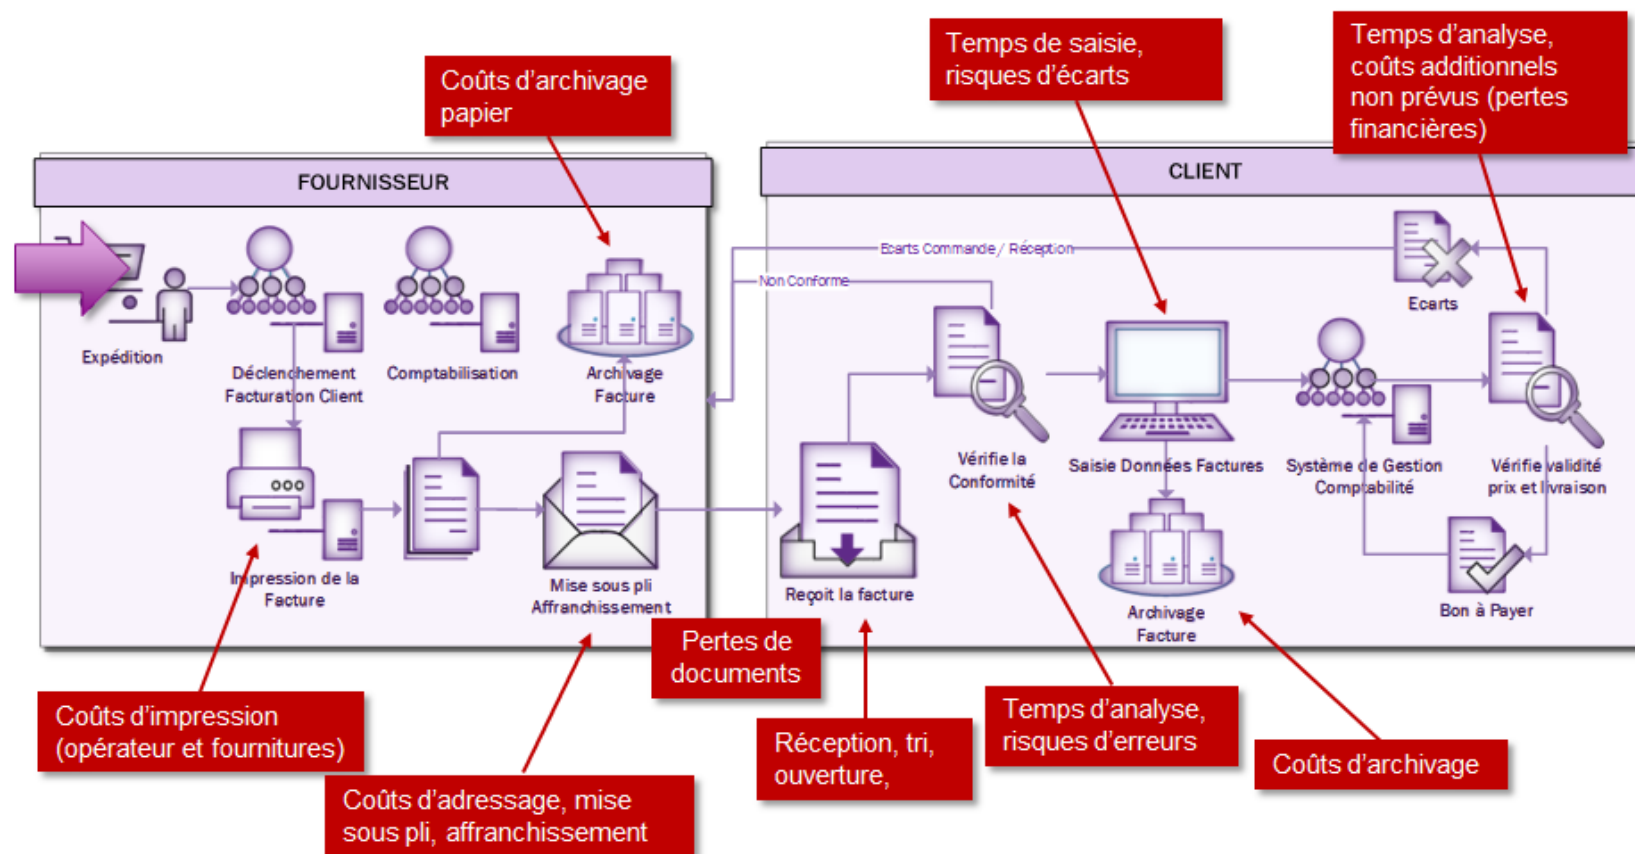 Coûts d'archivage
papier
Temps de saisie,
risques d'écarts
Temps d'analyse,
coûts additionnels
non prévus (pertes
financières)
FOURNISSEUR
CLIENT
Expédition
Déclenchement
Facturation Client
Comptabilisation
Archivage
Facture
Impression de la
Facture
Mise sous pli
Affranchissement
Ecarts Commande / Réception
Non Conforme
Ecarts
Reçoit la facture
Vérifie la
Conformité
Saisie Données Factures
Système de Gestion
Comptabilité
Vérifie validité
prix et livraison
Archivage
Facture
Bon à Payer
Pertes de
documents
Coûts d'impression
(opérateur et fournitures)
Coûts d'adressage, mise
sous pli, affranchissement
Réception, tri,
ouverture,
Temps d'analyse,
risques d'erreurs
Coûts d'archivage